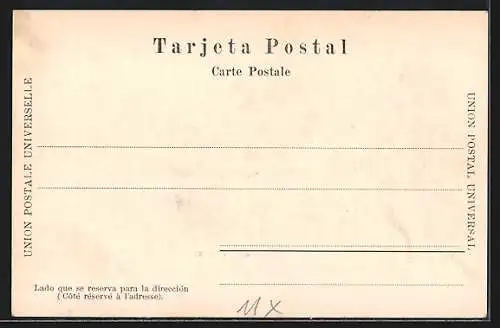 Tarjeta Postal
Carte Postale
UNION POSTALE UNIVERSELLE
UNION POSTAL UNIVERSAL
Lado que se reserva para la dirección
(Côté réservé à l'adresse).